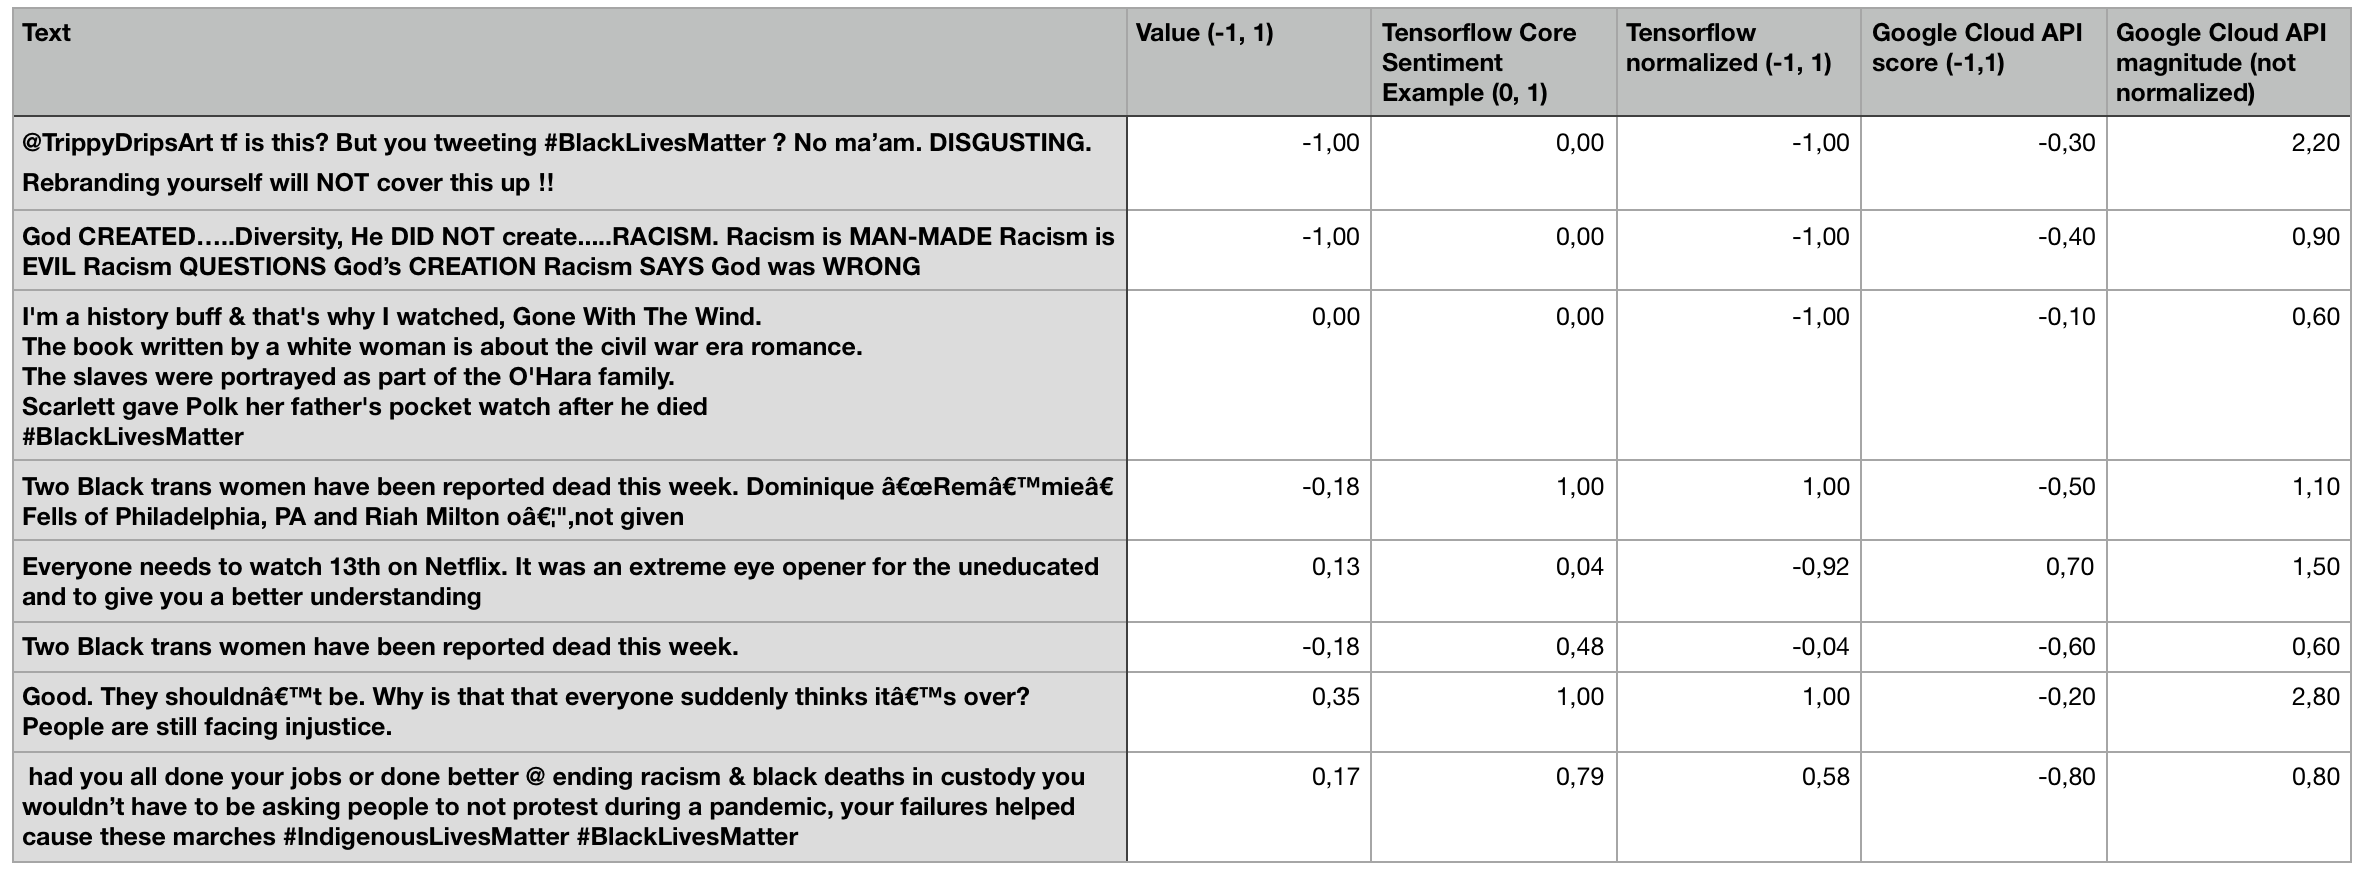 Text
Value (-1, 1)
Tensorflow Core
Sentiment
Example (0, 1)
Tensorflow
normalized (-1, 1)
Google Cloud API
score (-1,1)
Google Cloud API
magnitude (not
normalized)
@TrippyDripsArt tf is this? But you tweeting #BlackLivesMatter ? No ma’am. DISGUSTING.
Rebranding yourself will NOT cover this up !!
-1,00
0,00
-1,00
-0,30
2,20
God CREATED…..Diversity, He DID NOT create.....RACISM. Racism is MAN-MADE Racism is
EVIL Racism QUESTIONS God’s CREATION Racism SAYS God was WRONG
-1,00
0,00
-1,00
-0,40
0,90
I'm a history buff & that's why I watched, Gone With The Wind.
The book written by a white woman is about the civil war era romance.
The slaves were portrayed as part of the O'Hara family.
Scarlett gave Polk her father's pocket watch after he died
#BlackLivesMatter
0,00
0,00
-1,00
-0,10
0,60
Two Black trans women have been reported dead this week. Dominique â€œRemâ€™mieâ€
Fells of Philadelphia, PA and Riah Milton oâ€¦",not given
-0,18
1,00
1,00
-0,50
1,10
Everyone needs to watch 13th on Netflix. It was an extreme eye opener for the uneducated
and to give you a better understanding
0,13
0,04
-0,92
0,70
1,50
Two Black trans women have been reported dead this week.
-0,18
0,48
-0,04
-0,60
0,60
Good. They shouldnâ€™t be. Why is that that everyone suddenly thinks itâ€™s over?
People are still facing injustice.
0,35
1,00
1,00
-0,20
2,80
had you all done your jobs or done better @ ending racism & black deaths in custody you
wouldn’t have to be asking people to not protest during a pandemic, your failures helped
cause these marches #IndigenousLivesMatter #BlackLivesMatter
0,17
0,79
0,58
-0,80
0,80